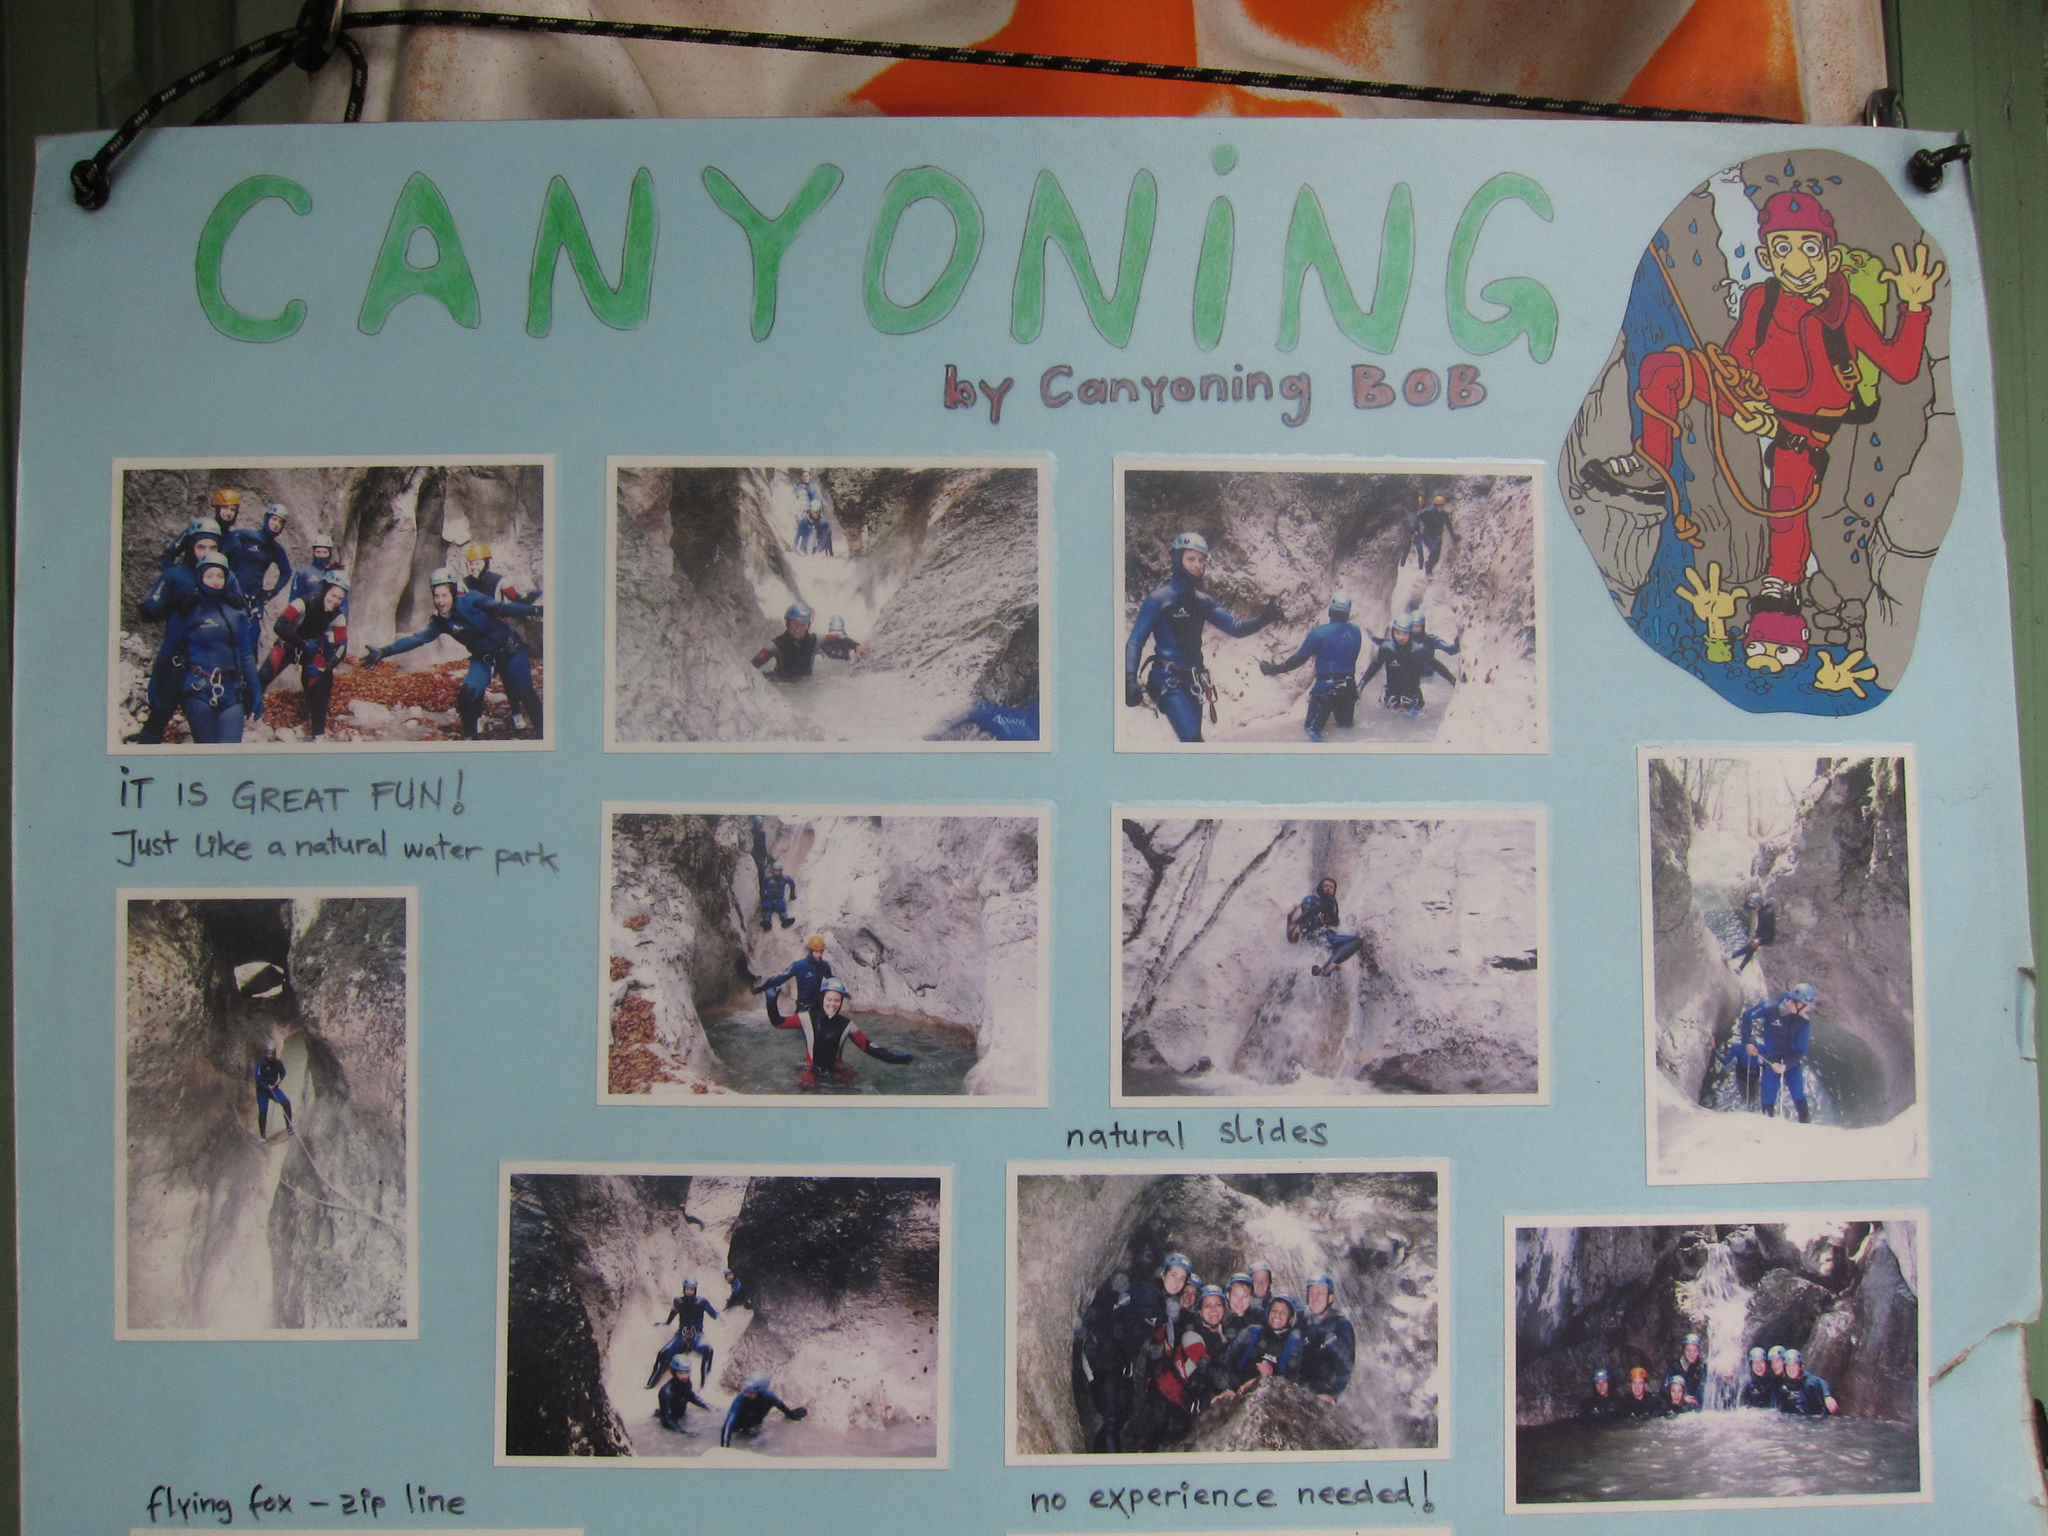 CANYONiNG
by Canyoning BOB
iT IS GREAT FUN!
Just like a natural water park
natural slides
flying fox - zip line
no experience needed!